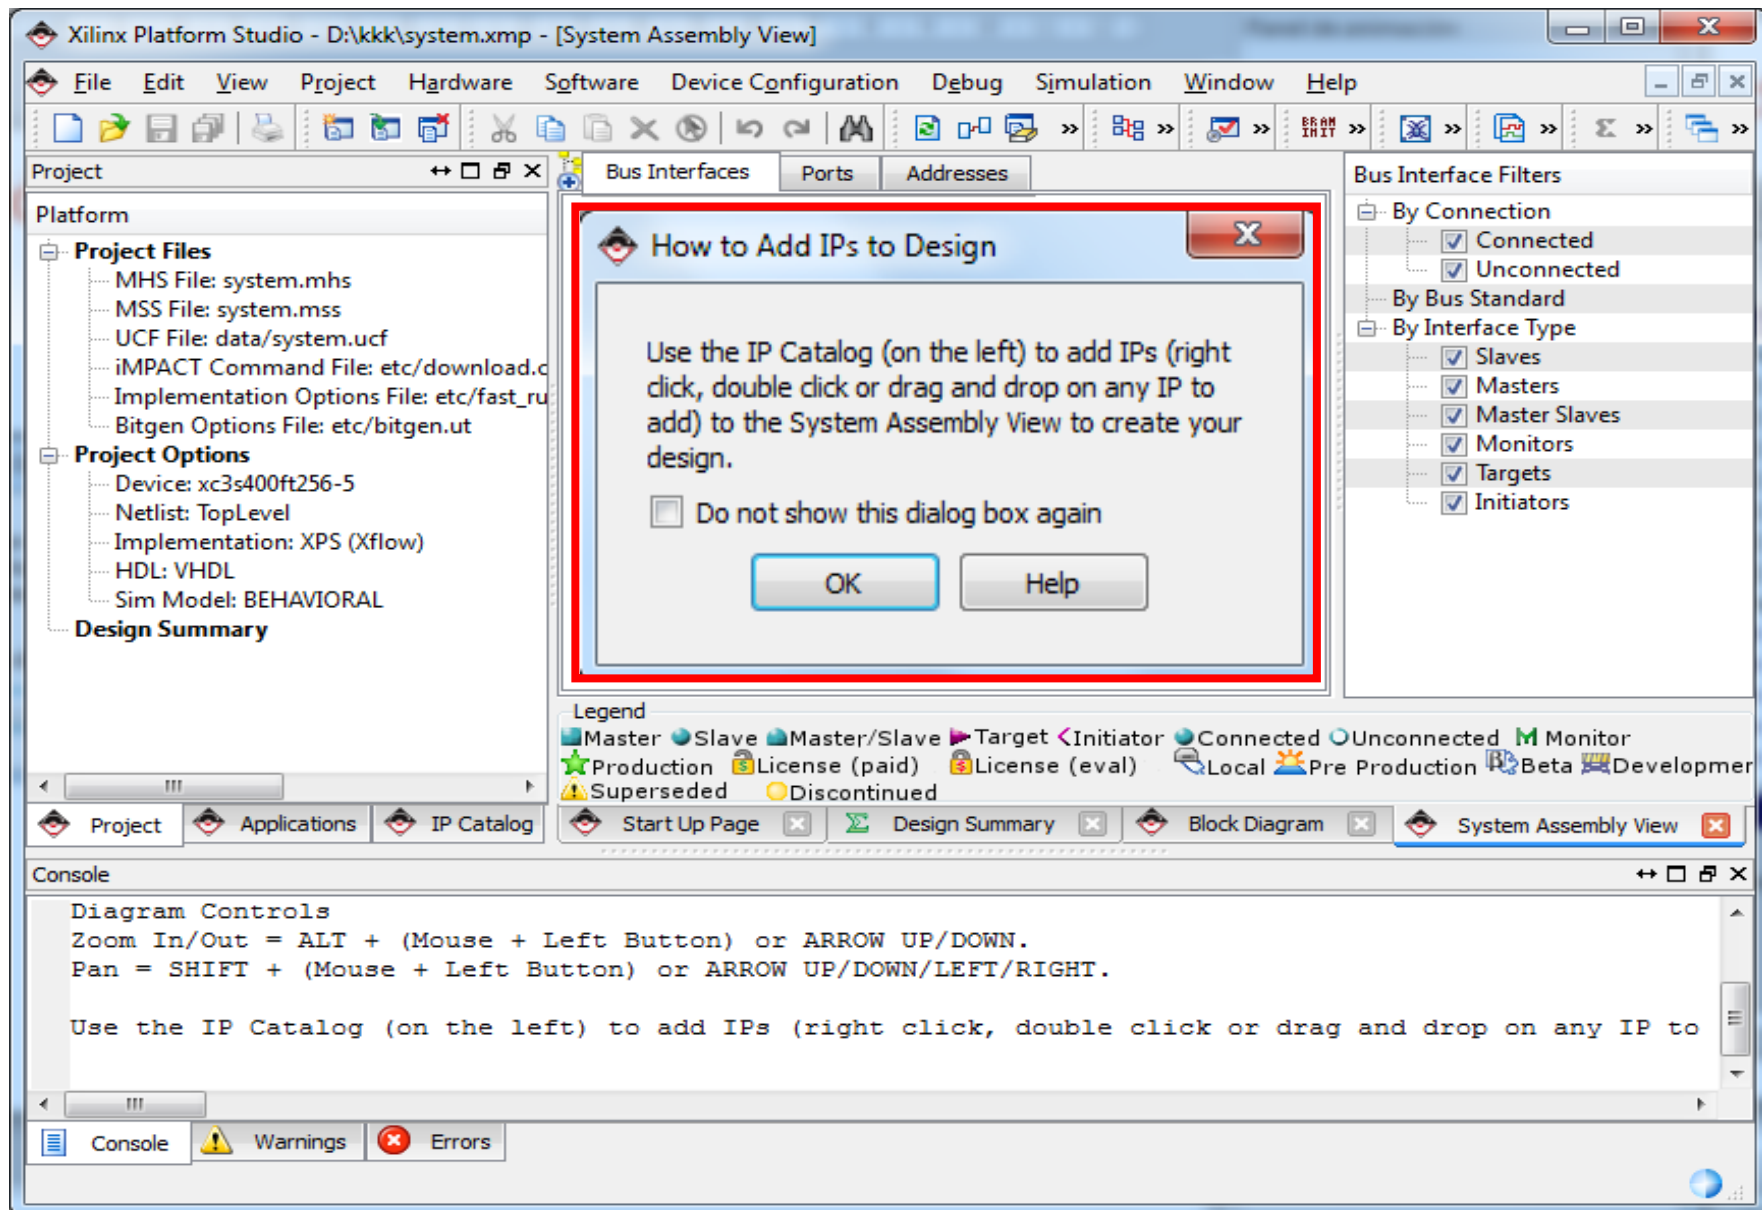 Xilinx Platform Studio - D:\kkk\system.xmp - [System Assembly View]
File Edit View Project Hardware Software Device Configuration Debug Simulation Window Help
BRAM
INIT
Project
Platform
Project Files
MHS File: system.mhs
MSS File: system.mss
UCF File: data/system.ucf
iMPACT Command File: etc/download.c
Implementation Options File: etc/fast_ru
Bitgen Options File: etc/bitgen.ut
Project Options
Device: xc3s400ft256-5
Netlist: TopLevel
Implementation: XPS (Xflow)
HDL: VHDL
Sim Model: BEHAVIORAL
Design Summary
Project Applications IP Catalog
Bus Interfaces Ports Addresses
How to Add IPs to Design
Use the IP Catalog (on the left) to add IPs (right
click, double click or drag and drop on any IP to
add) to the System Assembly View to create your
design.
Do not show this dialog box again
OK Help
Bus Interface Filters
By Connection
Connected
Unconnected
By Bus Standard
By Interface Type
Slaves
Masters
Master Slaves
Monitors
Targets
Initiators
Legend
Master Slave Master/Slave Target Initiator Connected Unconnected M Monitor
Production License (paid) License (eval) Local Pre Production Beta Developmer
Superseded Discontinued
Start Up Page Design Summary Block Diagram System Assembly View
Console
Diagram Controls
Zoom In/Out = ALT + (Mouse + Left Button) or ARROW UP/DOWN.
Pan = SHIFT + (Mouse + Left Button) or ARROW UP/DOWN/LEFT/RIGHT.
Use the IP Catalog (on the left) to add IPs (right click, double click or drag and drop on any IP to
Console Warnings Errors